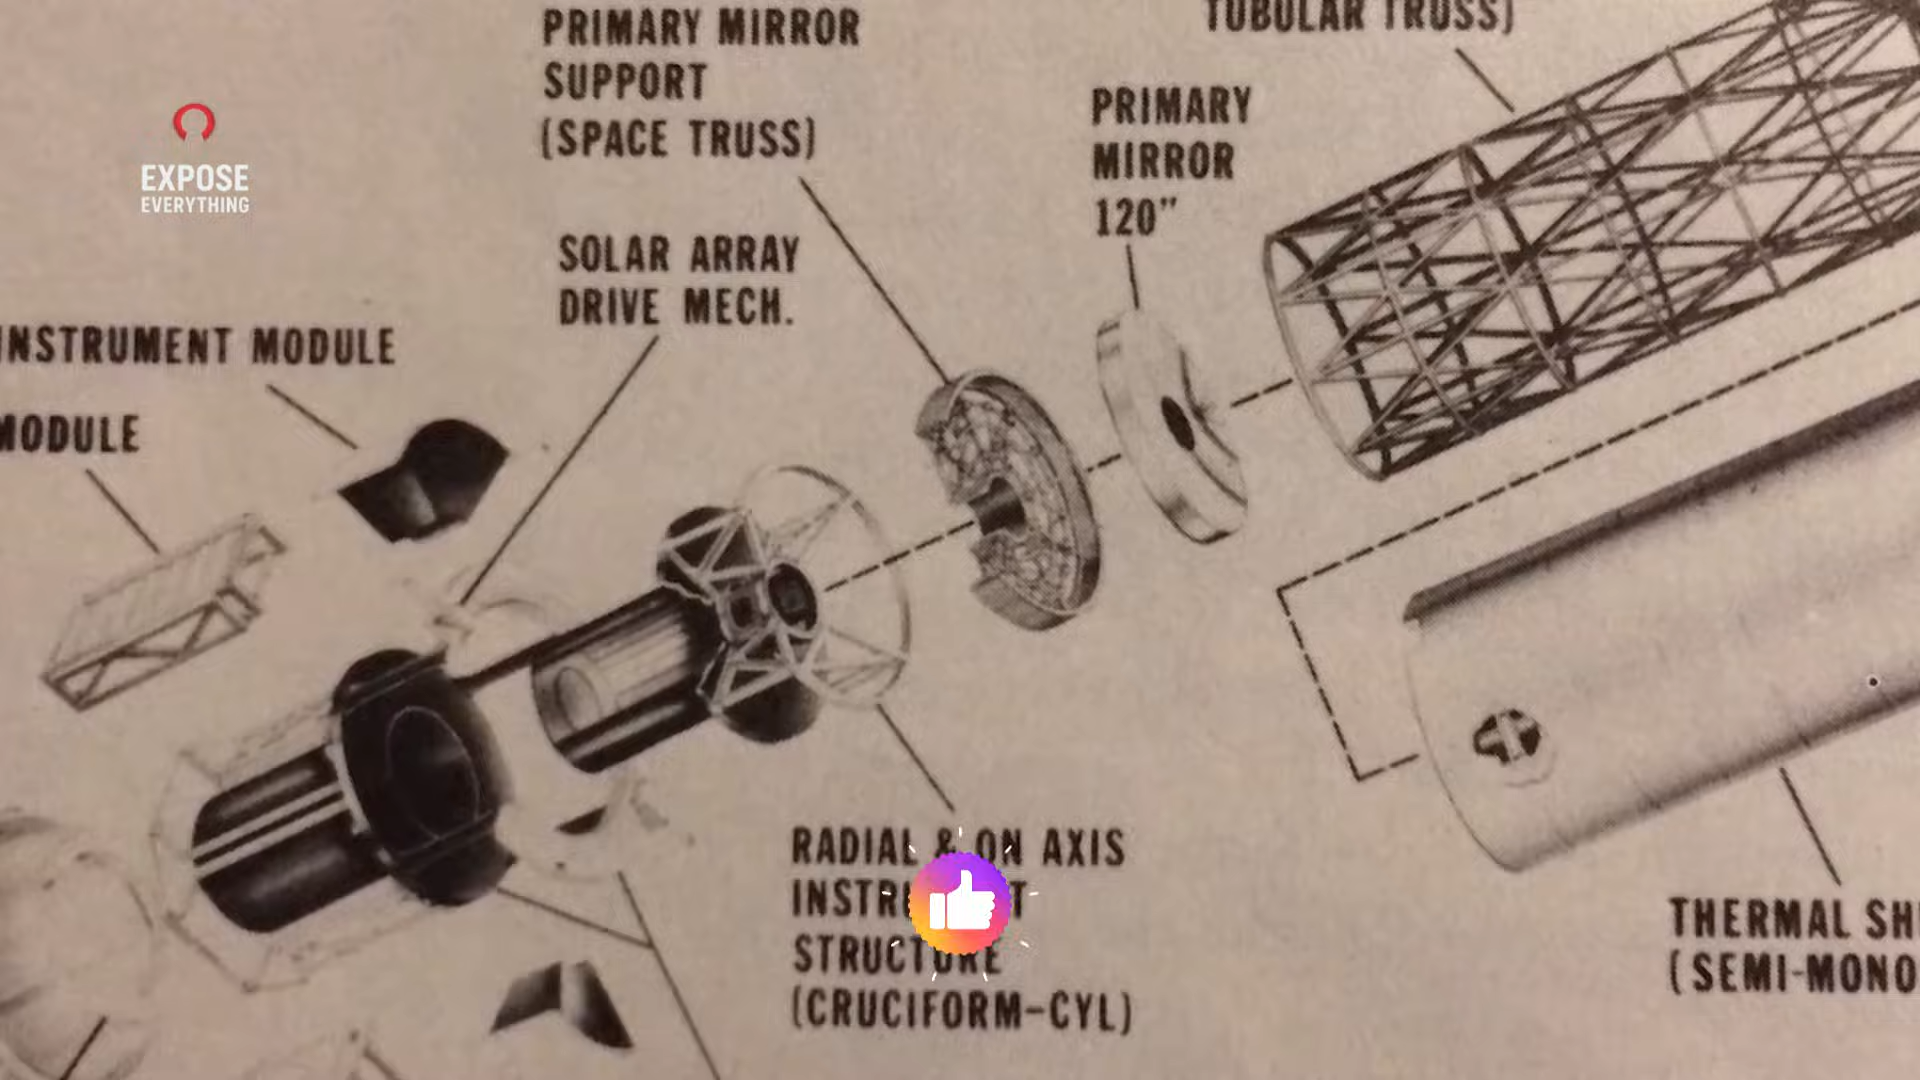 TUBULAR TRUSS)
PRIMARY MIRROR
SUPPORT
(SPACE TRUSS)
PRIMARY
MIRROR
120"
EXPOSE
EVERYTHING
SOLAR ARRAY
DRIVE MECH.
INSTRUMENT MODULE
MODULE
RADIAL & ON AXIS
STRUCTURE
(CRUCIFORM-CYL)
THERMAL
(SEMI-MONO